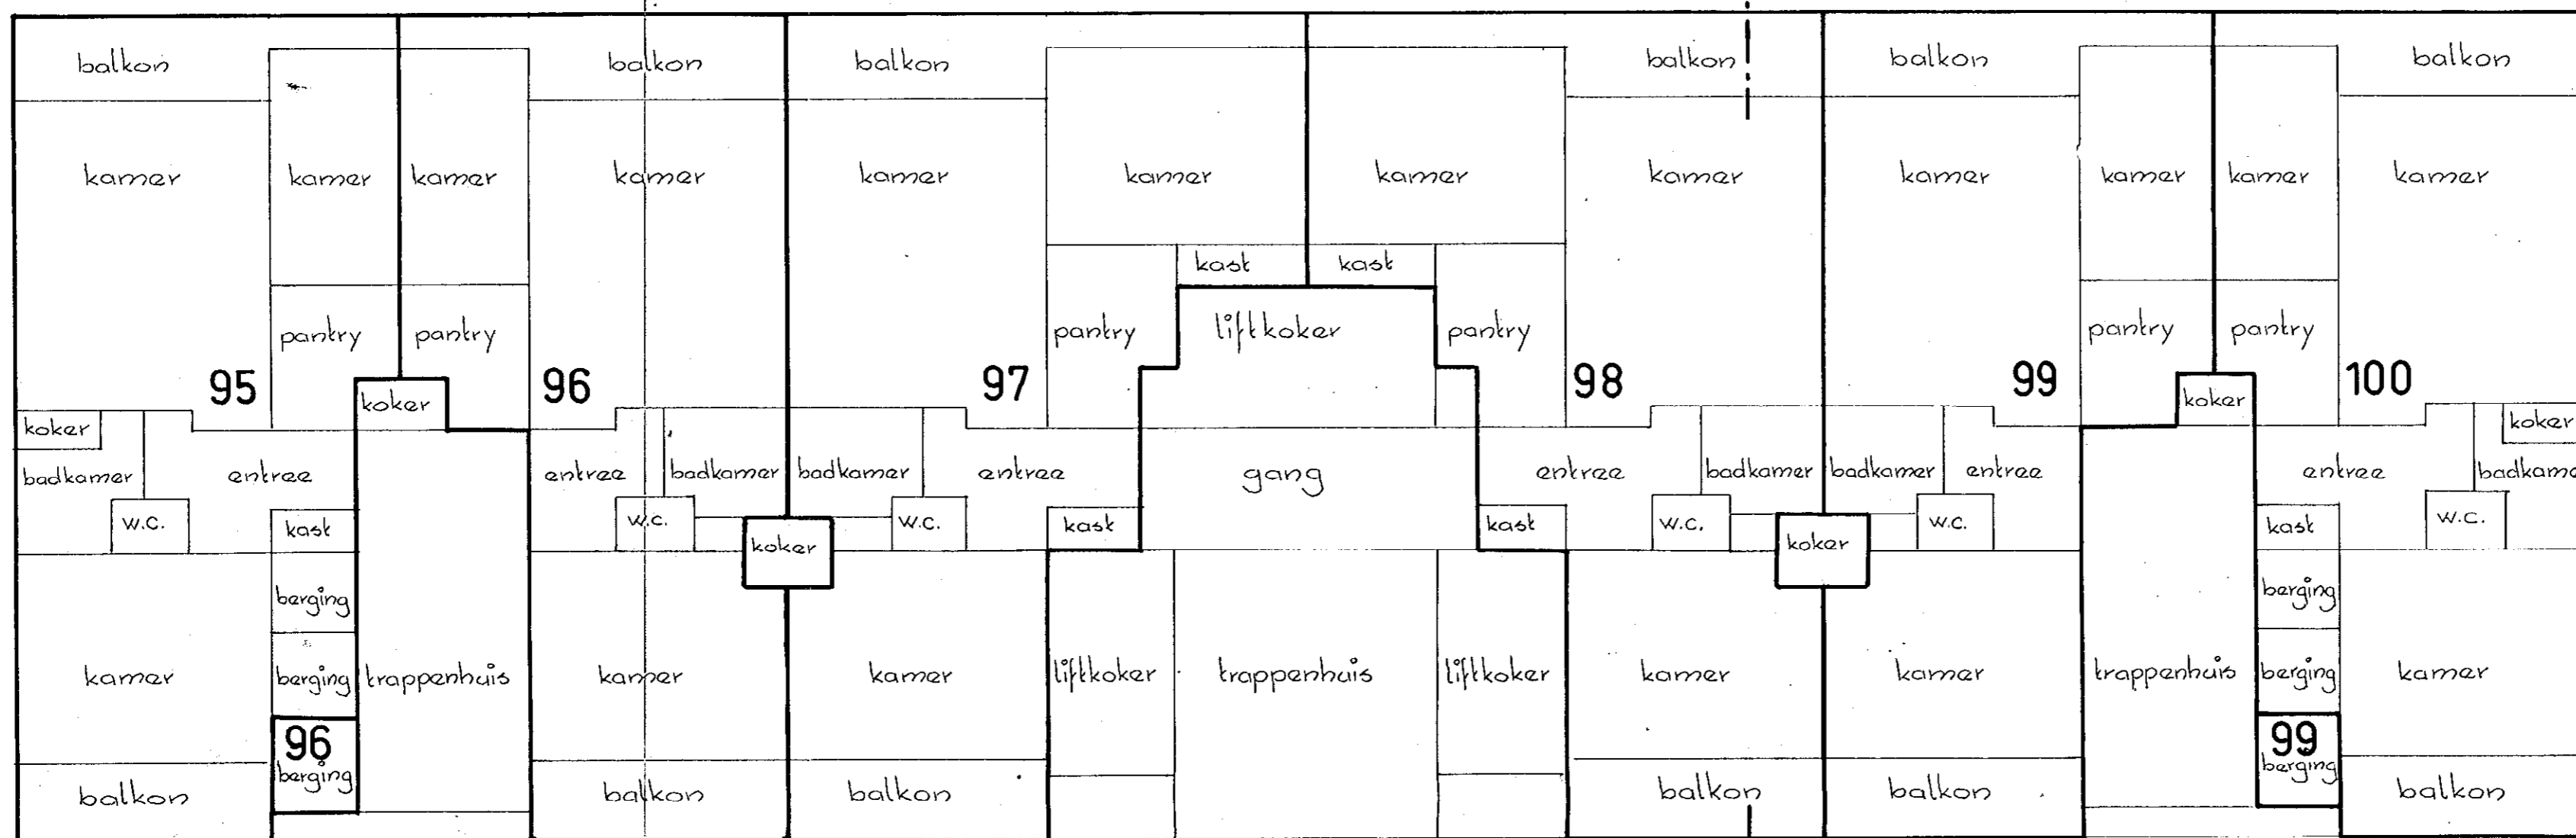 balkon balkon balkon balkon balkon balkon
kamer kamer kamer kamer kamer kamer kamer kamer kamer kamer kamer kamer
kast kast
pantry pantry pantry liftkoker pantry pantry pantry
95 96 97 98 99 100
koker koker
koker koker
badkamer entree entree badkamer badkamer entree gang entree badkamer badkamer entree entree badkame
w.c. kast w.c. w.c. kast kast w.c. w.c. kast w.c.
koker koker
berging berging
kamer berging trappenhuis kamer kamer liftkoker trappenhuis liftkoker kamer kamer trappenhuis berging kamer
96 99
berging berging
balkon balkon balkon balkon balkon balkon